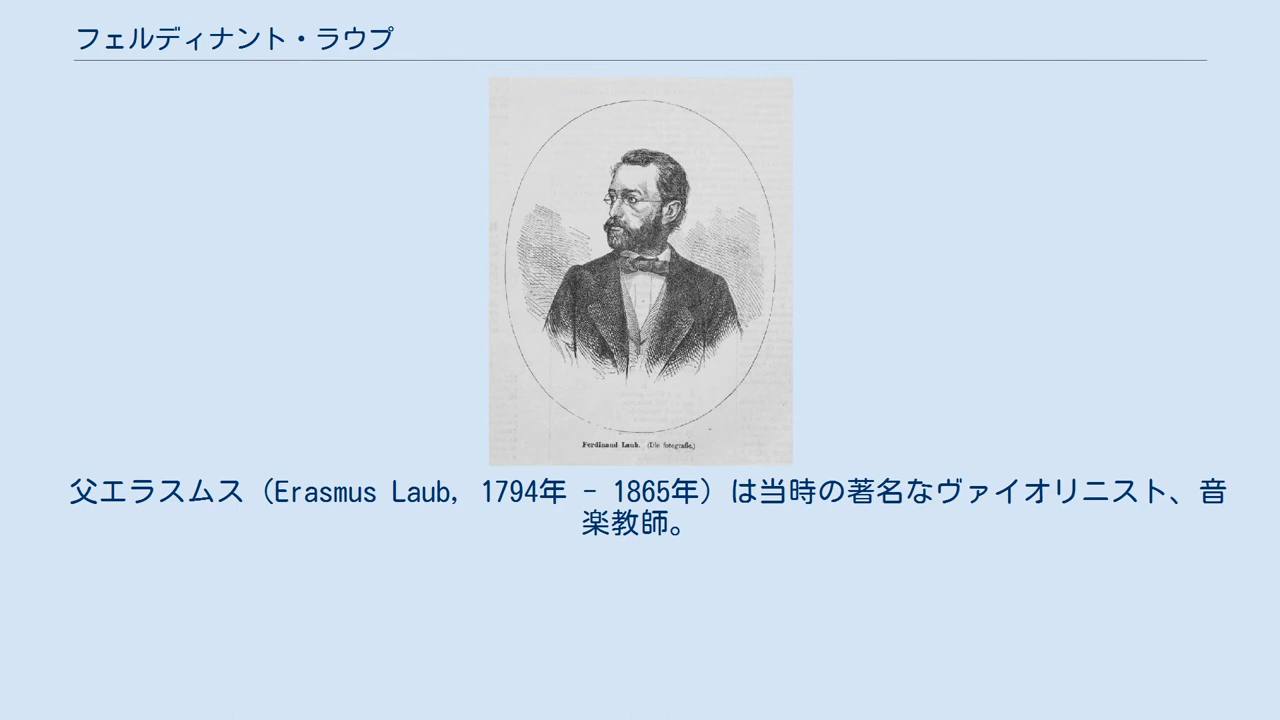 フェルディナント・ラウプ
Ferdinand Laub. (Die fotografie.)
父エラスムス（Erasmus Laub, 1794年 - 1865年）は当時の著名なヴァイオリニスト、音
楽教師。